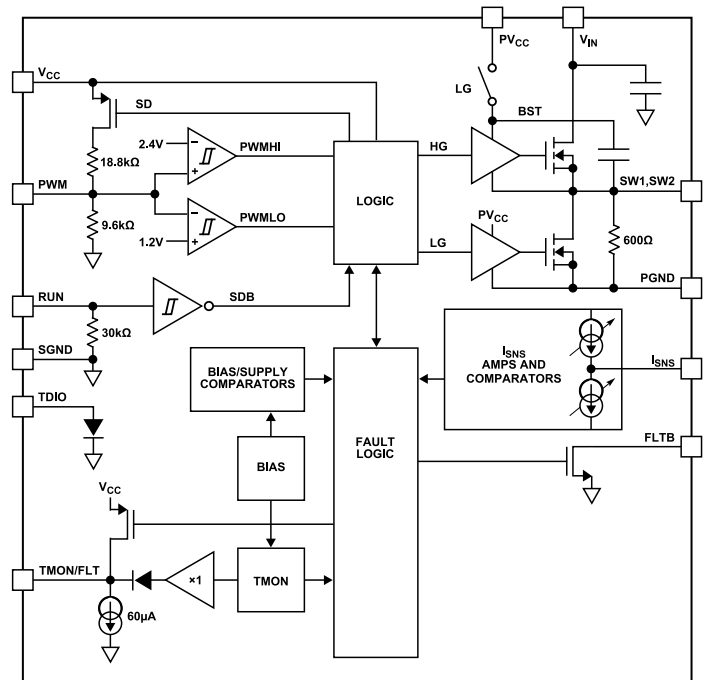 PVCC
VIN
VCC
SD
LG
BST
2.4V
PWMHI
HG
18.8kΩ
PWM
LOGIC
SW1,SW2
9.6kΩ
PWMLO
1.2V
PVCC
LG
600Ω
PGND
RUN
SDB
30kΩ
SGND
ISNS
AMPS AND
COMPARATORS
ISNS
BIAS/SUPPLY
COMPARATORS
TDIO
FAULT
LOGIC
FLTB
BIAS
VCC
TMON/FLT
×1
TMON
60µA